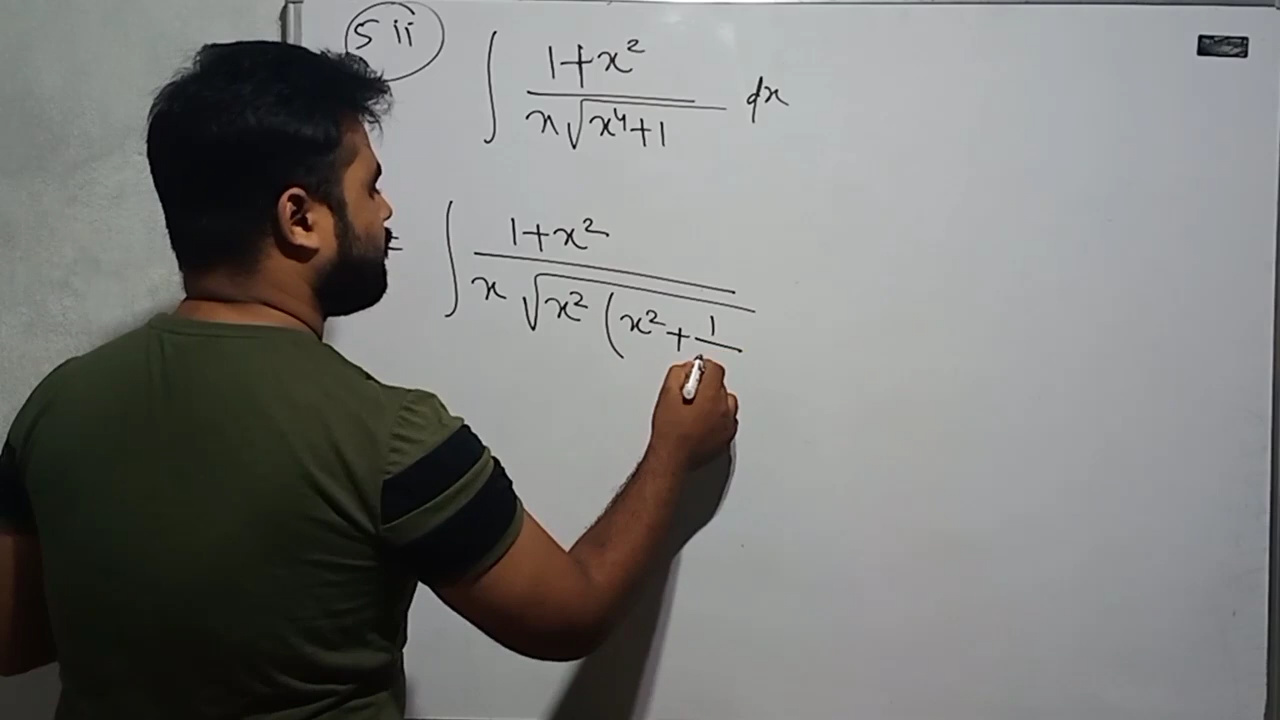 5 ii
∫ (1+x²)/(x√(x⁴+1)) dx
= ∫ (1+x²)/(x√(x²(x²+1/